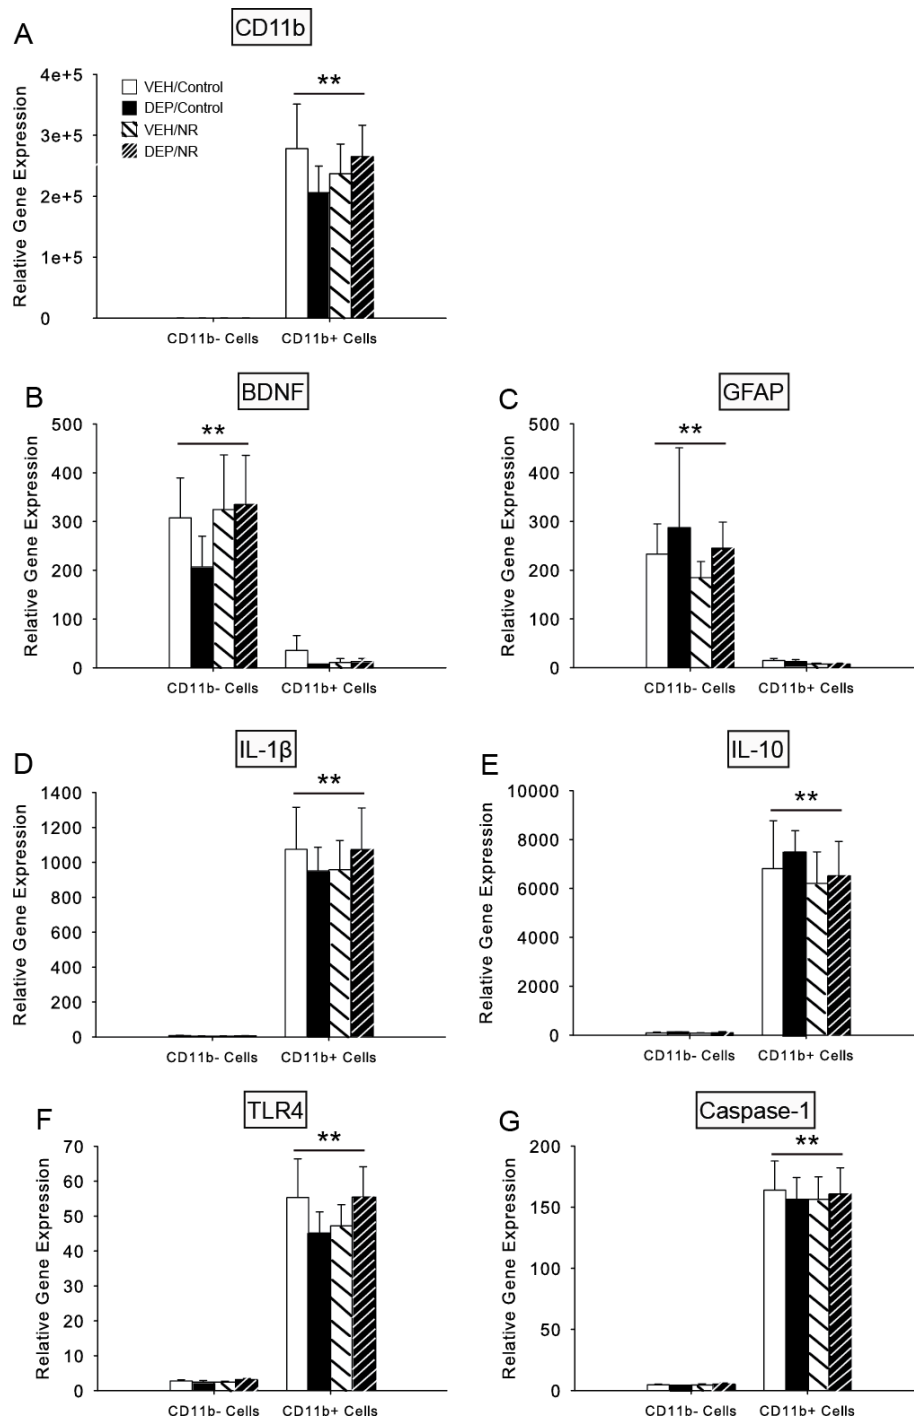 A
CD11b
Relative Gene Expression
4e+5
3e+5
2e+5
1e+5
0
VEH/Control
DEP/Control
VEH/NR
DEP/NR
**
CD11b- Cells
CD11b+ Cells
B
BDNF
Relative Gene Expression
500
400
300
200
100
0
**
CD11b- Cells
CD11b+ Cells
C
GFAP
Relative Gene Expression
500
400
300
200
100
0
**
CD11b- Cells
CD11b+ Cells
D
IL-1β
Relative Gene Expression
1400
1200
1000
800
600
400
200
0
**
CD11b- Cells
CD11b+ Cells
E
IL-10
Relative Gene Expression
10000
8000
6000
4000
2000
0
**
CD11b- Cells
CD11b+ Cells
F
TLR4
Relative Gene Expression
70
60
50
40
30
20
10
0
**
CD11b- Cells
CD11b+ Cells
G
Caspase-1
Relative Gene Expression
200
150
100
50
0
**
CD11b- Cells
CD11b+ Cells